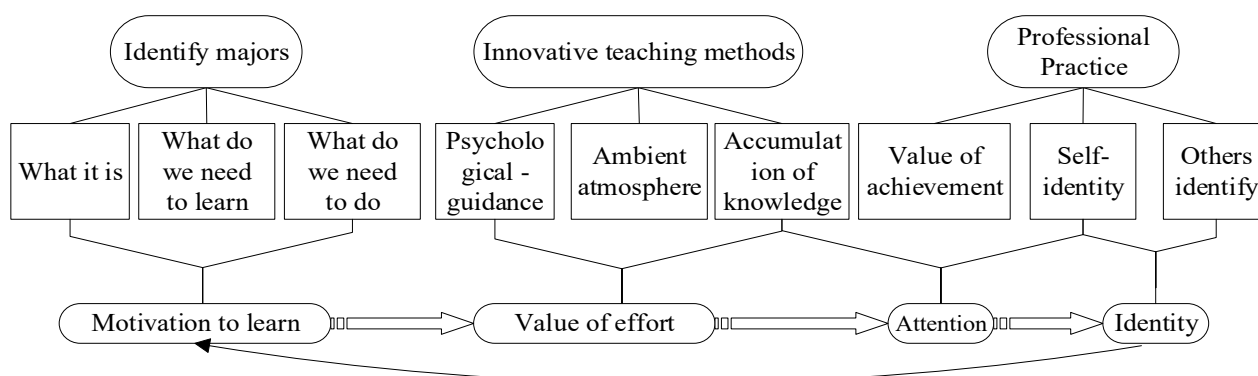 Identify majors
Innovative teaching methods
Professional
Practice
What it is
What do
we need
to learn
What do
we need
to do
Psycholo
gical -
guidance
Ambient
atmosphere
Accumulat
ion of
knowledge
Value of
achievement
Self-
identity
Others
identify
Motivation to learn
Value of effort
Attention
Identity